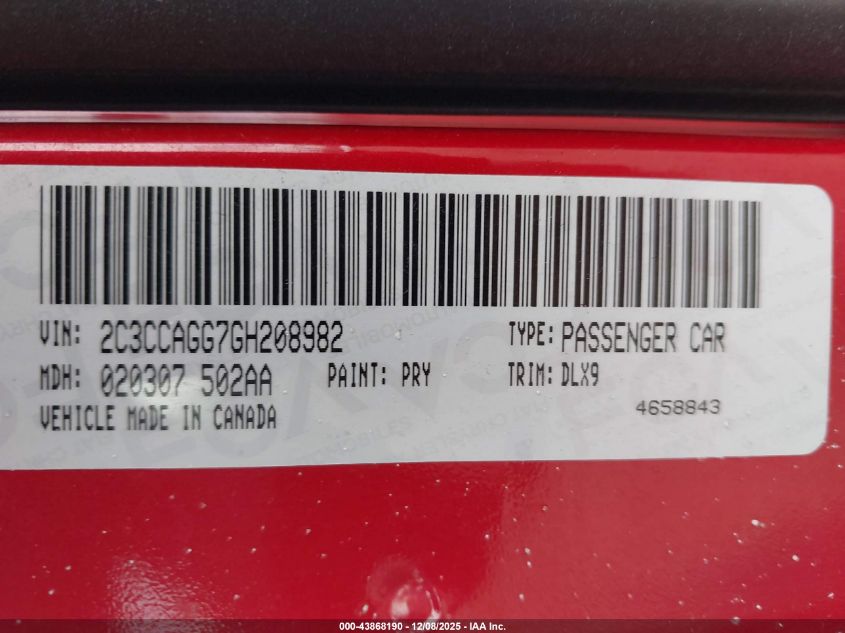 VIN: 2C3CCAGG7GH208982 TYPE: PASSENGER CAR
MDH: 020307 502AA PAINT: PRY TRIM: DLX9
VEHICLE MADE IN CANADA 4658843
000-43868190 - 12/08/2025 - IAA Inc.